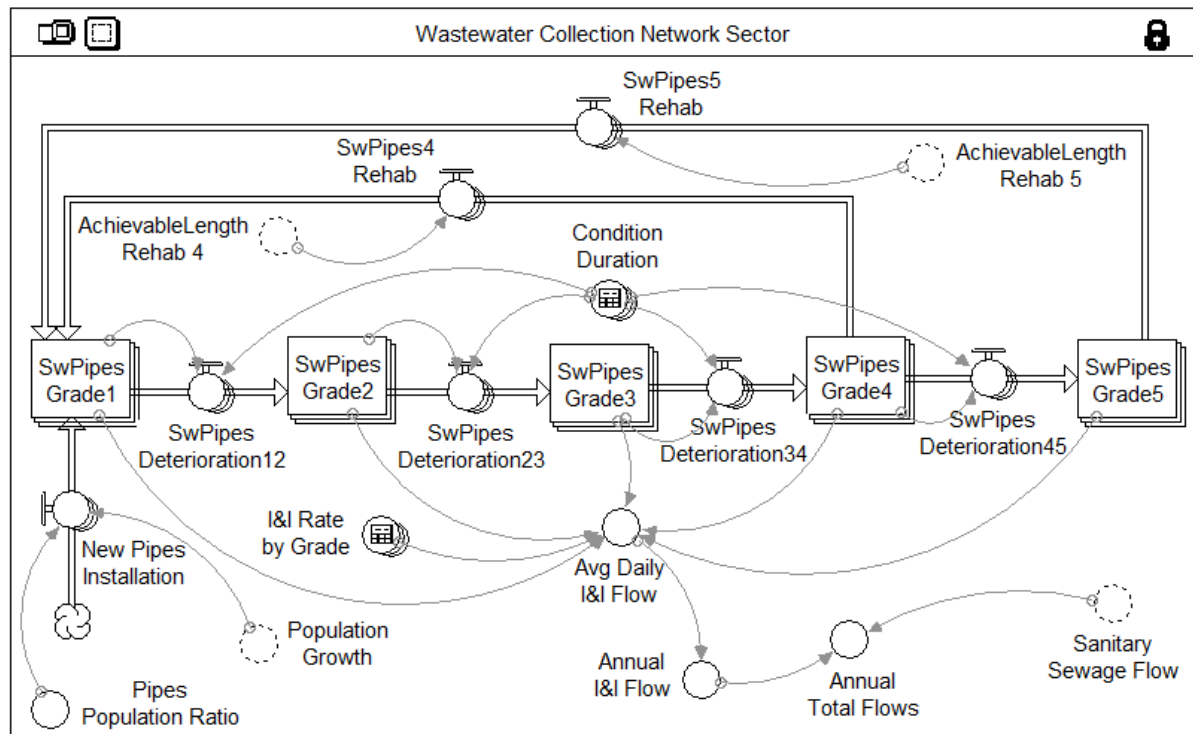 Wastewater Collection Network Sector
SwPipes5
Rehab
SwPipes4
Rehab
AchievableLength
Rehab 5
AchievableLength
Rehab 4
Condition
Duration
SwPipes
Grade1
SwPipes
Grade2
SwPipes
Grade3
SwPipes
Grade4
SwPipes
Grade5
SwPipes
Deterioration12
SwPipes
Deterioration23
SwPipes
Deterioration34
SwPipes
Deterioration45
New Pipes
Installation
I&I Rate
by Grade
Avg Daily
I&I Flow
Population
Growth
Pipes
Population Ratio
Annual
I&I Flow
Annual
Total Flows
Sanitary
Sewage Flow